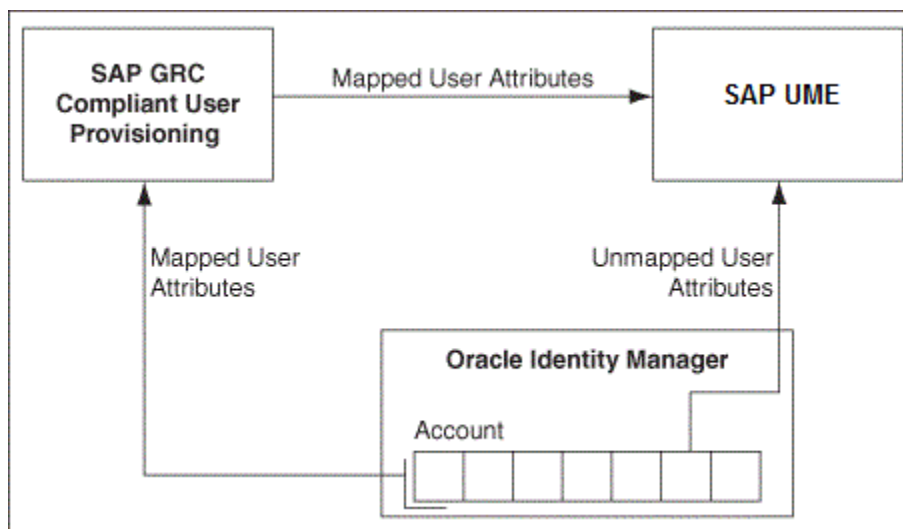 SAP GRC
Compliant User
Provisioning
Mapped User Attributes
SAP UME
Mapped User
Attributes
Unmapped User
Attributes
Oracle Identity Manager
Account